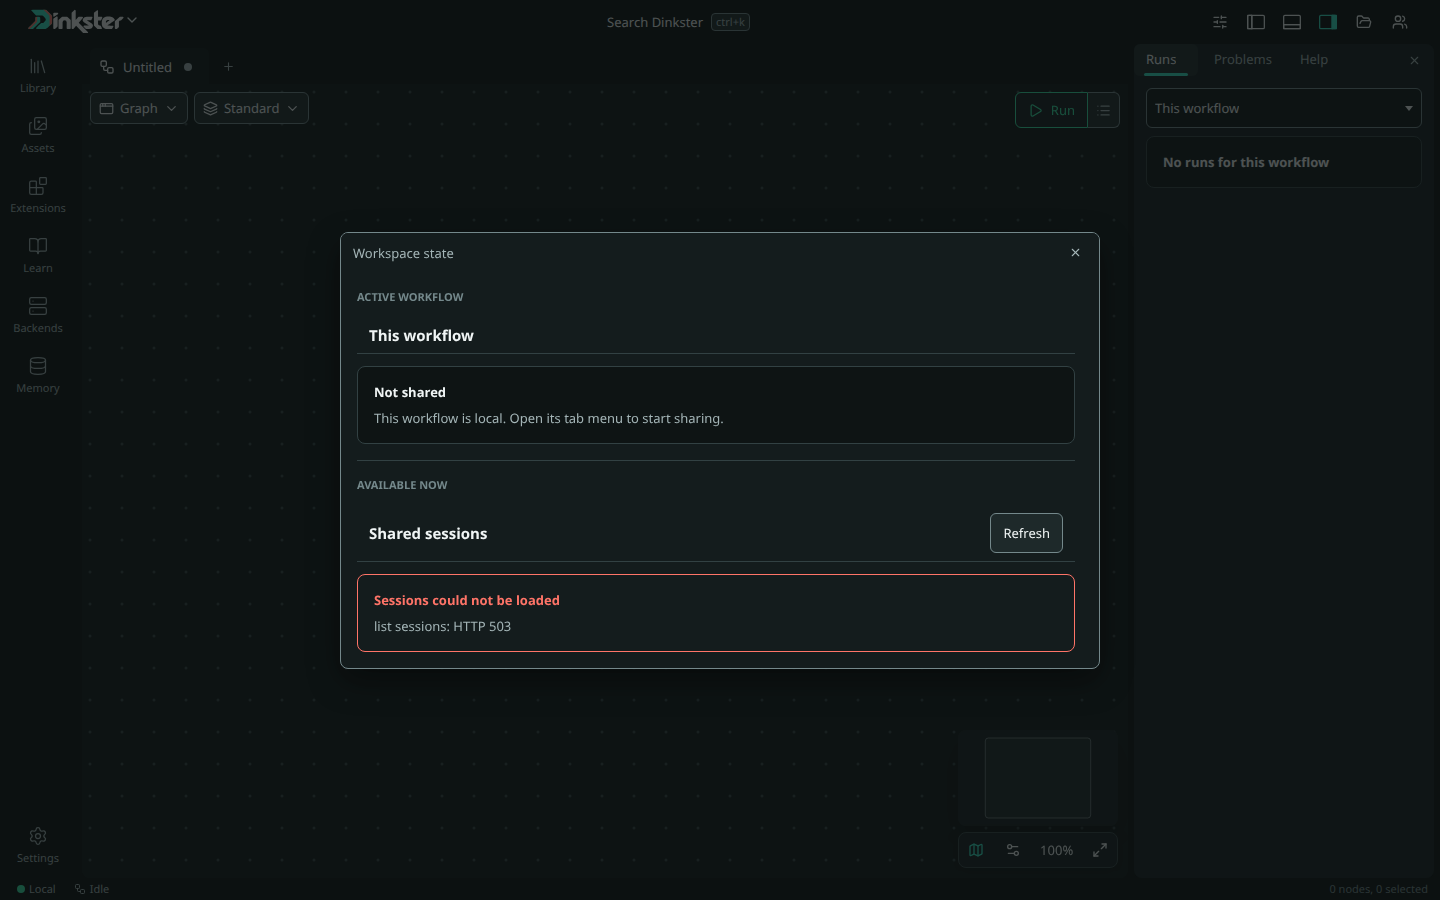 Dinkster
Search Dinkster ctrl+k
Library
Assets
Extensions
Learn
Backends
Memory
Settings
Untitled
Graph
Standard
Run
Runs
Problems
Help
This workflow
No runs for this workflow
Workspace state
ACTIVE WORKFLOW
This workflow
Not shared
This workflow is local. Open its tab menu to start sharing.
AVAILABLE NOW
Shared sessions
Refresh
Sessions could not be loaded
list sessions: HTTP 503
100%
Local
Idle
0 nodes, 0 selected